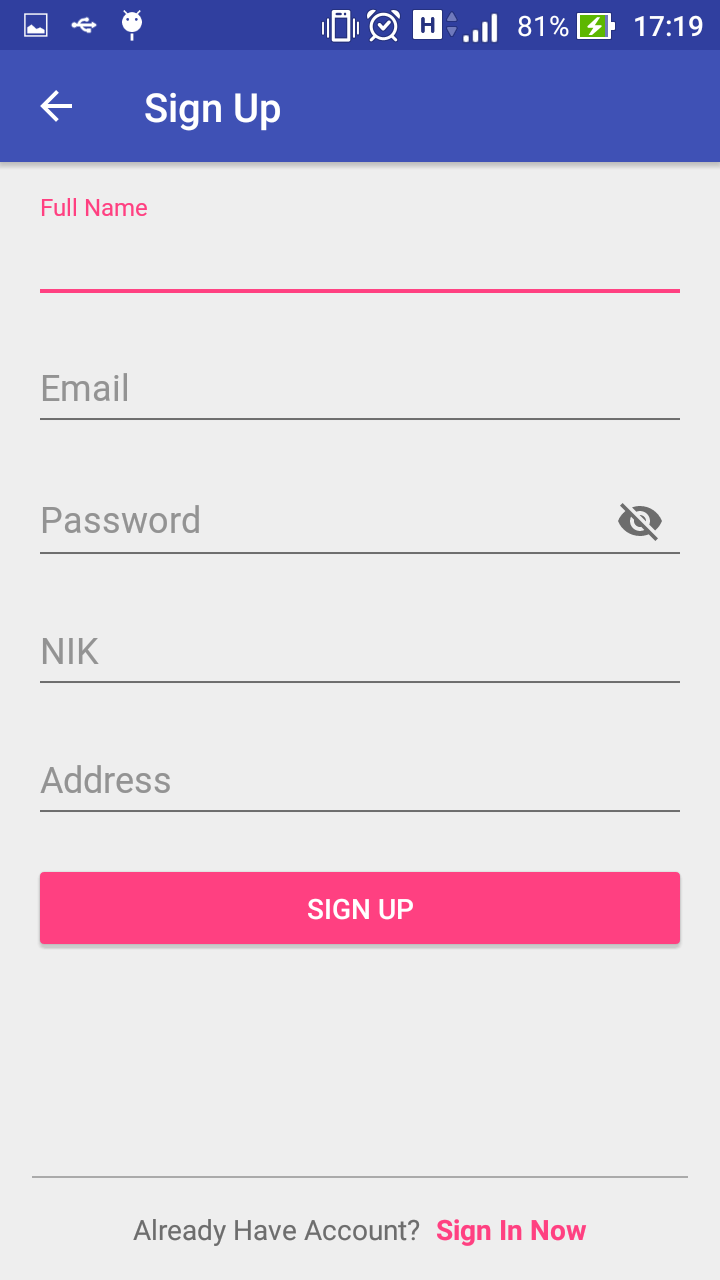 H 81% 17:19
Sign Up
Full Name
Email
Password
NIK
Address
SIGN UP
Already Have Account? Sign In Now